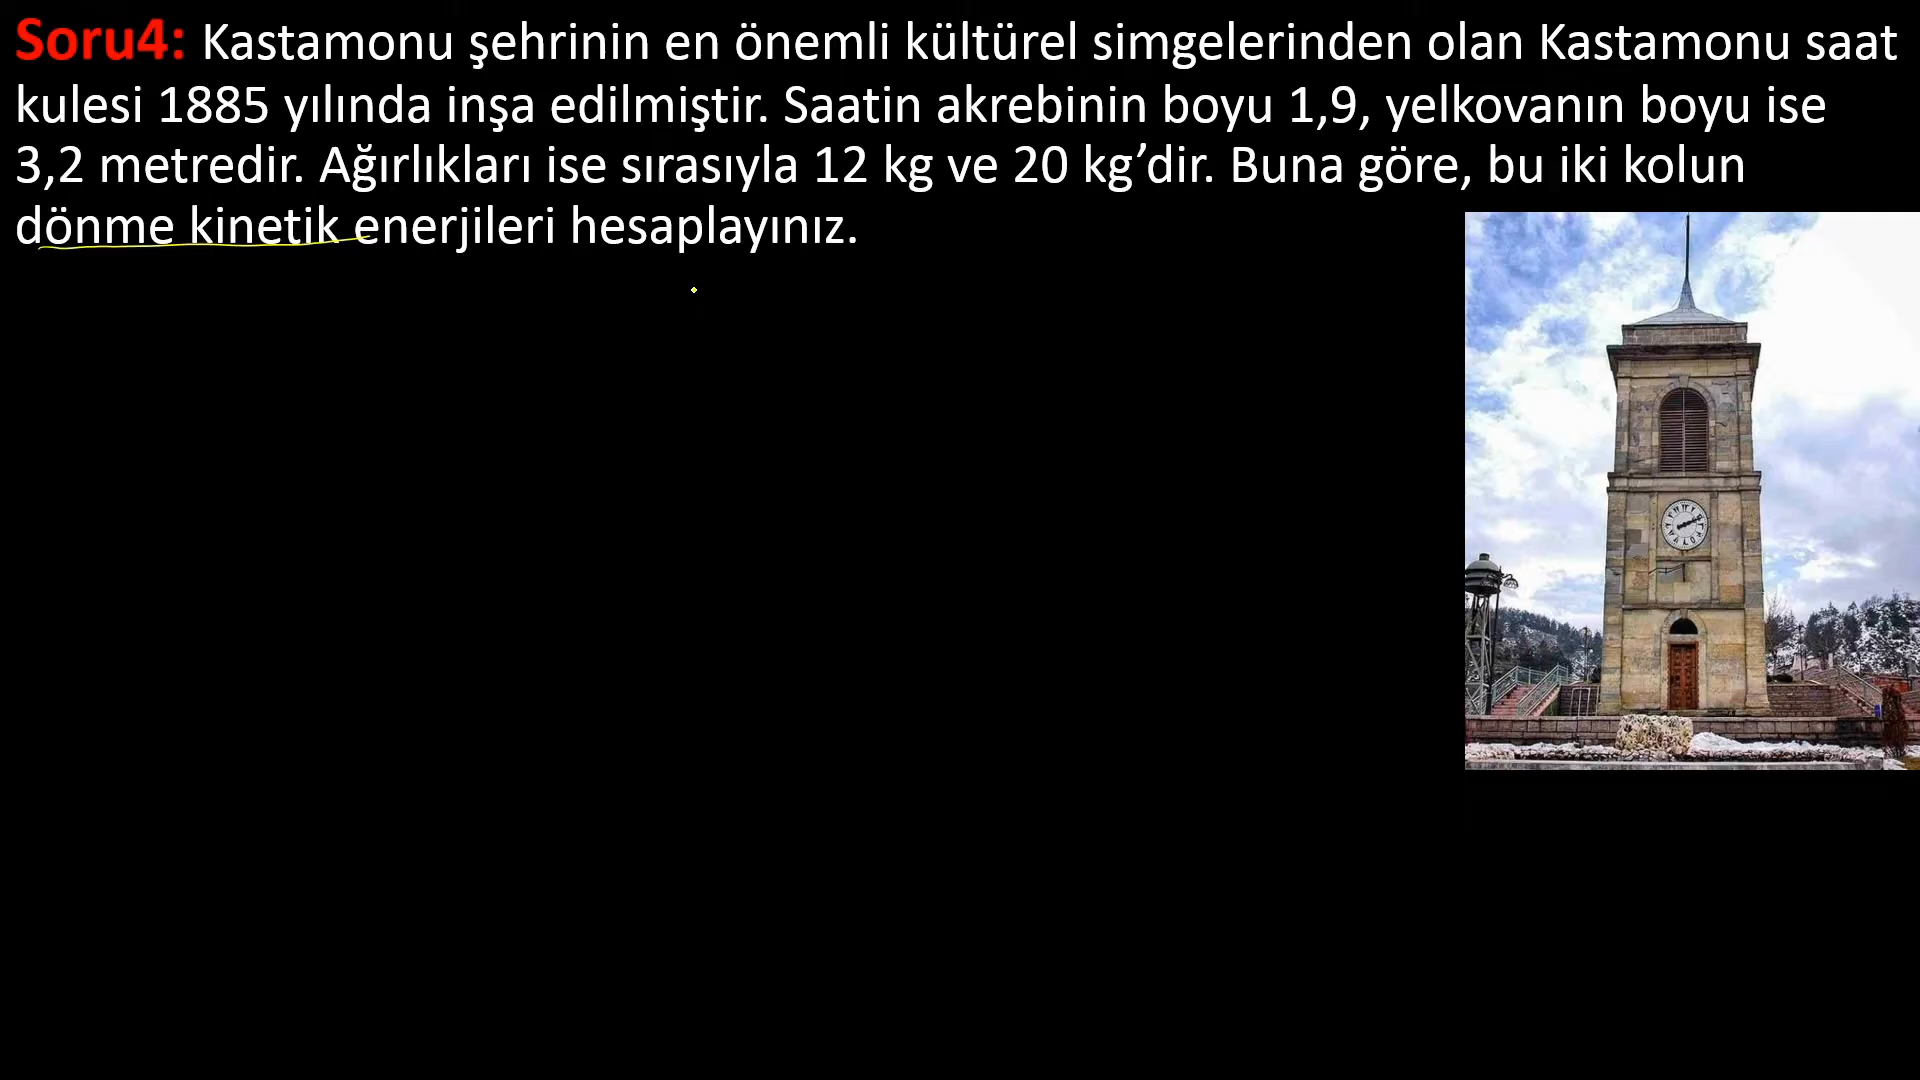 Soru4: Kastamonu şehrinin en önemli kültürel simgelerinden olan Kastamonu saat
kulesi 1885 yılında inşa edilmiştir. Saatin akrebinin boyu 1,9, yelkovanın boyu ise
3,2 metredir. Ağırlıkları ise sırasıyla 12 kg ve 20 kg’dir. Buna göre, bu iki kolun
dönme kinetik enerjileri hesaplayınız.